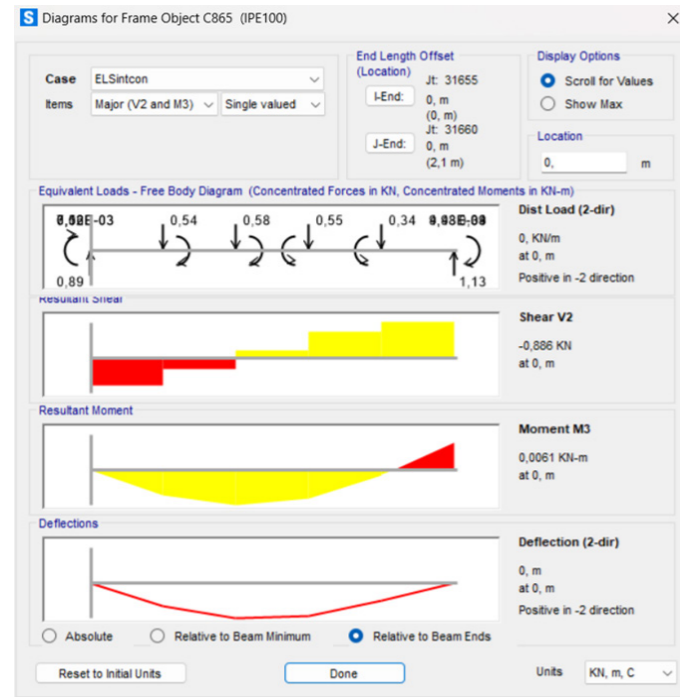 S Diagrams for Frame Object C865 (IPE100)
Case ELSintcon
Items Major (V2 and M3) Single valued
End Length Offset
(Location)
Jt: 31655
I-End: 0, m
(0, m)
Jt: 31660
J-End: 0, m
(2,1 m)
Display Options
Scroll for Values
Show Max
Location
0, m
Equivalent Loads - Free Body Diagram (Concentrated Forces in KN, Concentrated Moments in KN-m)
0,54 0,58 0,55 0,34
0,89 1,13
Dist Load (2-dir)
0, KN/m
at 0, m
Positive in -2 direction
Resultant Shear
Shear V2
-0,886 KN
at 0, m
Resultant Moment
Moment M3
0,0061 KN-m
at 0, m
Deflections
Deflection (2-dir)
0, m
at 0, m
Positive in -2 direction
Absolute Relative to Beam Minimum Relative to Beam Ends
Reset to Initial Units Done Units KN, m, C